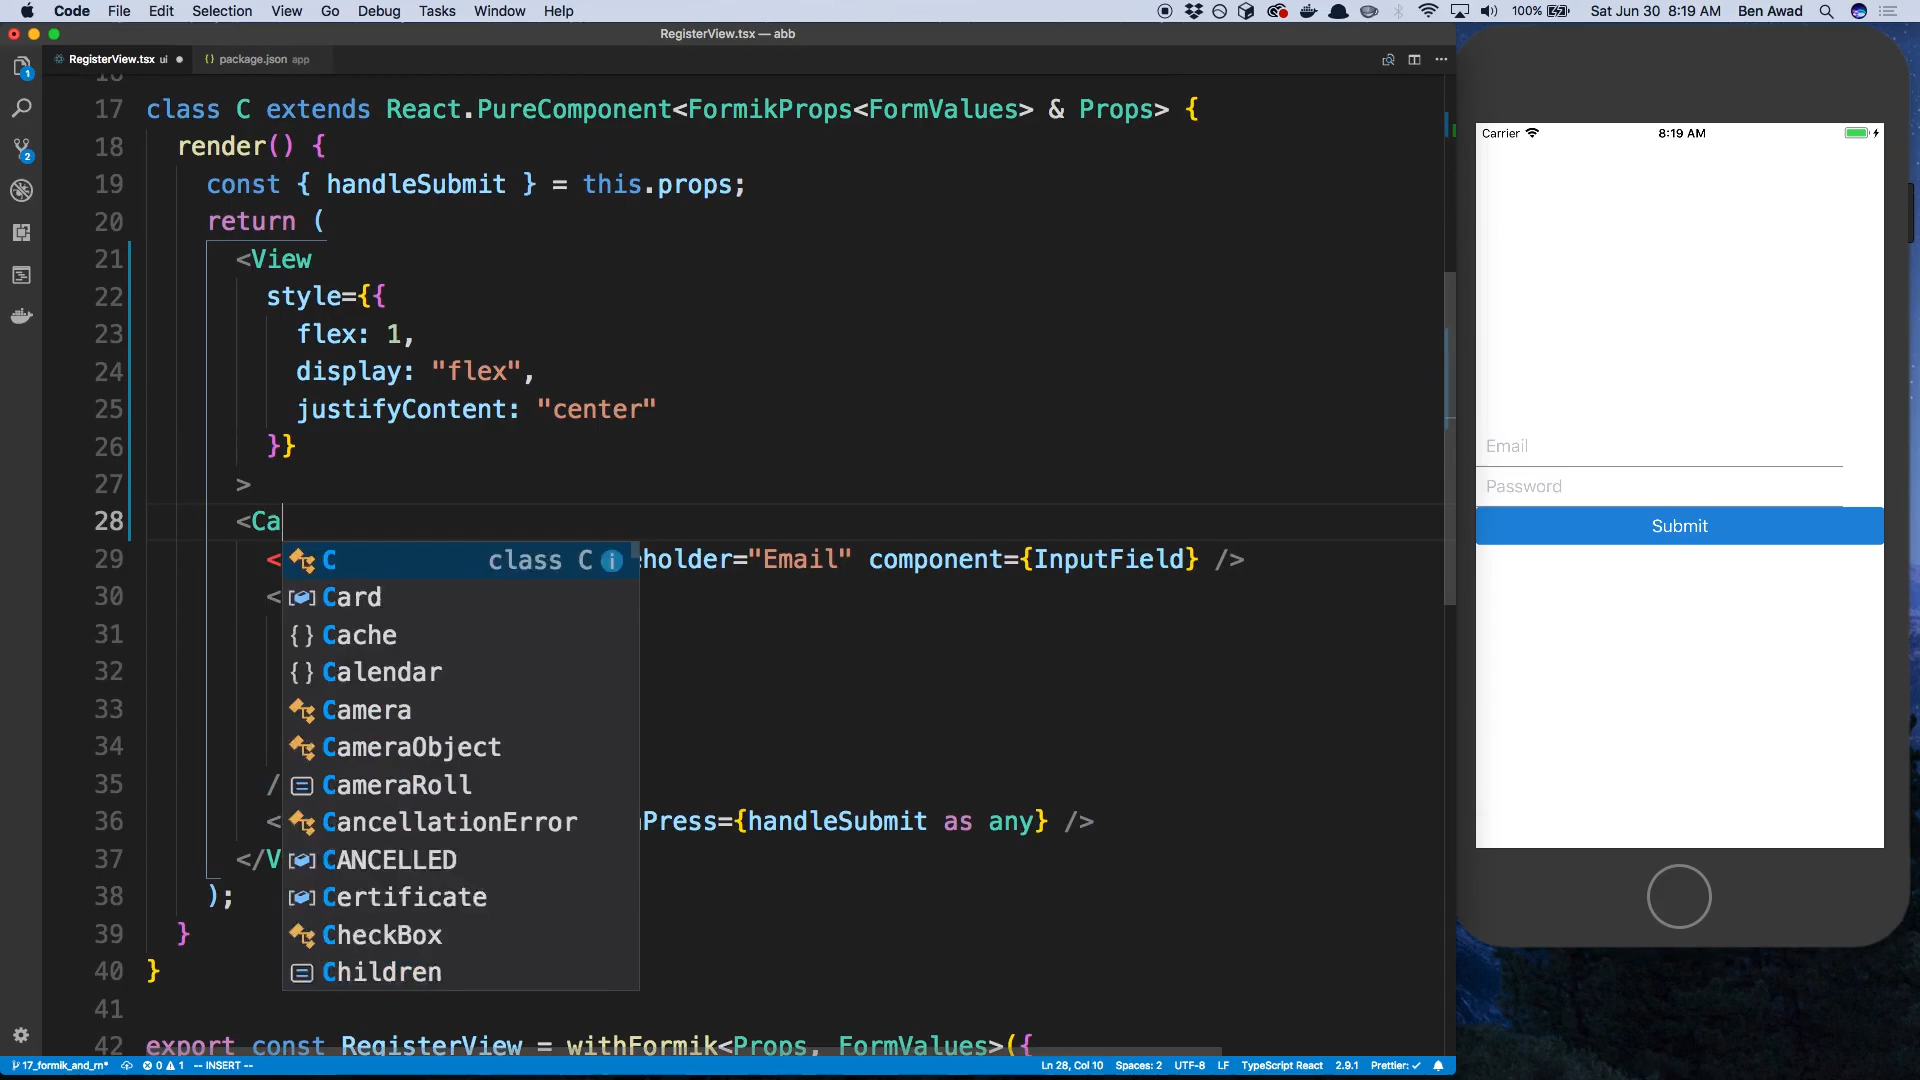 Code File Edit Selection View Go Debug Tasks Window Help 100% Sat Jun 30 8:19 AM Ben Awad
RegisterView.tsx — abb
RegisterView.tsx ui
{ } package.json app
17 class C extends React.PureComponent<FormikProps<FormValues> & Props> {
18 render() {
19 const { handleSubmit } = this.props;
20 return (
21 <View
22 style={{
23 flex: 1,
24 display: "flex",
25 justifyContent: "center"
26 }}
27 >
28 <Ca
29 < eholder="Email" component={InputField} />
30 <
31
32
33
34
35 /
36 < Press={handleSubmit as any} />
37 </V
38 );
39 }
40 }
41
42 export const RegisterView = withFormik<Props, FormValues>({
C class C
Card
{ } Cache
{ } Calendar
Camera
CameraObject
CameraRoll
CancellationError
CANCELLED
Certificate
CheckBox
Children
1
2
17_formik_and_rn* 0 1 -- INSERT -- Ln 28, Col 10 Spaces: 2 UTF-8 LF TypeScript React 2.9.1 Prettier: ✓
Carrier 8:19 AM
Email
Password
Submit